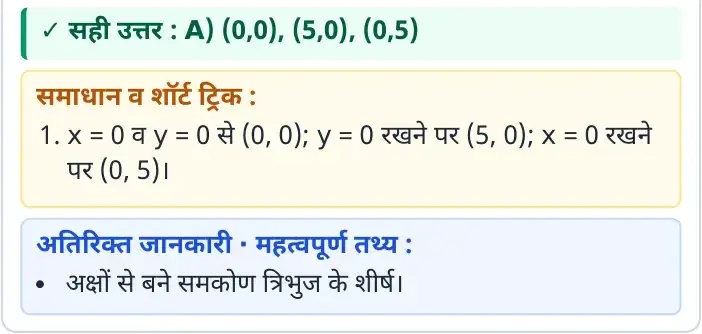 ✓ सही उत्तर : A) (0,0), (5,0), (0,5)
समाधान व शॉर्ट ट्रिक :
1. x = 0 व y = 0 से (0, 0); y = 0 रखने पर (5, 0); x = 0 रखने
पर (0, 5)।
अतिरिक्त जानकारी · महत्वपूर्ण तथ्य :
• अक्षों से बने समकोण त्रिभुज के शीर्ष।